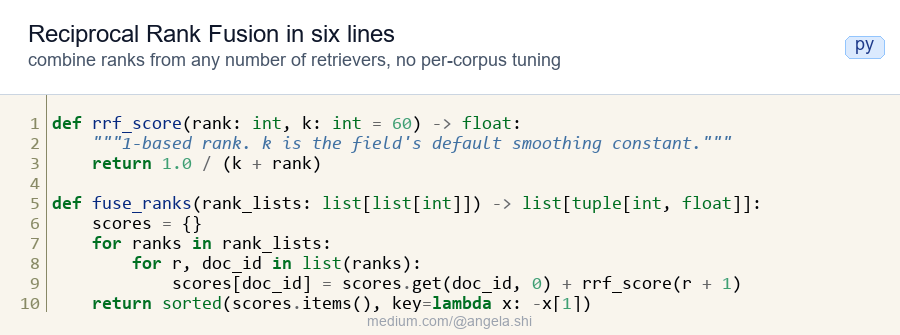 Reciprocal Rank Fusion in six lines
combine ranks from any number of retrievers, no per-corpus tuning
py
1 def rrf_score(rank: int, k: int = 60) -> float:
2     """1-based rank. k is the field's default smoothing constant."""
3     return 1.0 / (k + rank)
4
5 def fuse_ranks(rank_lists: list[list[int]]) -> list[tuple[int, float]]:
6     scores = {}
7     for ranks in rank_lists:
8         for r, doc_id in list(ranks):
9             scores[doc_id] = scores.get(doc_id, 0) + rrf_score(r + 1)
10     return sorted(scores.items(), key=lambda x: -x[1])
medium.com/@angela.shi